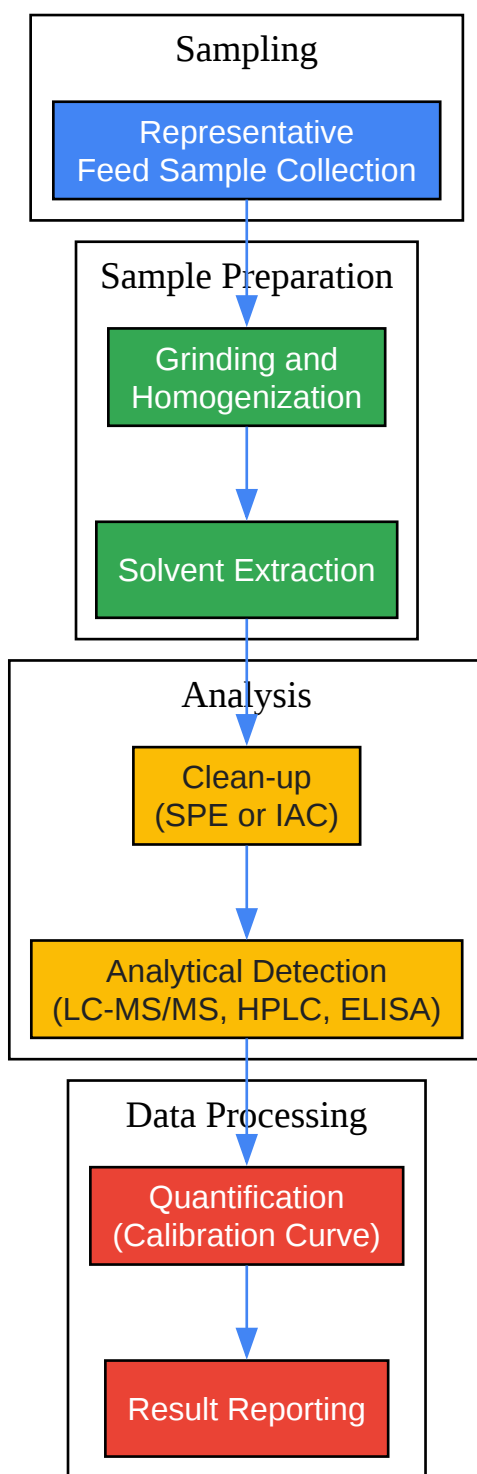 Sampling
Representative
Feed Sample Collection
Sample Preparation
Grinding and
Homogenization
Solvent Extraction
Analysis
Clean-up
(SPE or IAC)
Analytical Detection
(LC-MS/MS, HPLC, ELISA)
Data Processing
Quantification
(Calibration Curve)
Result Reporting